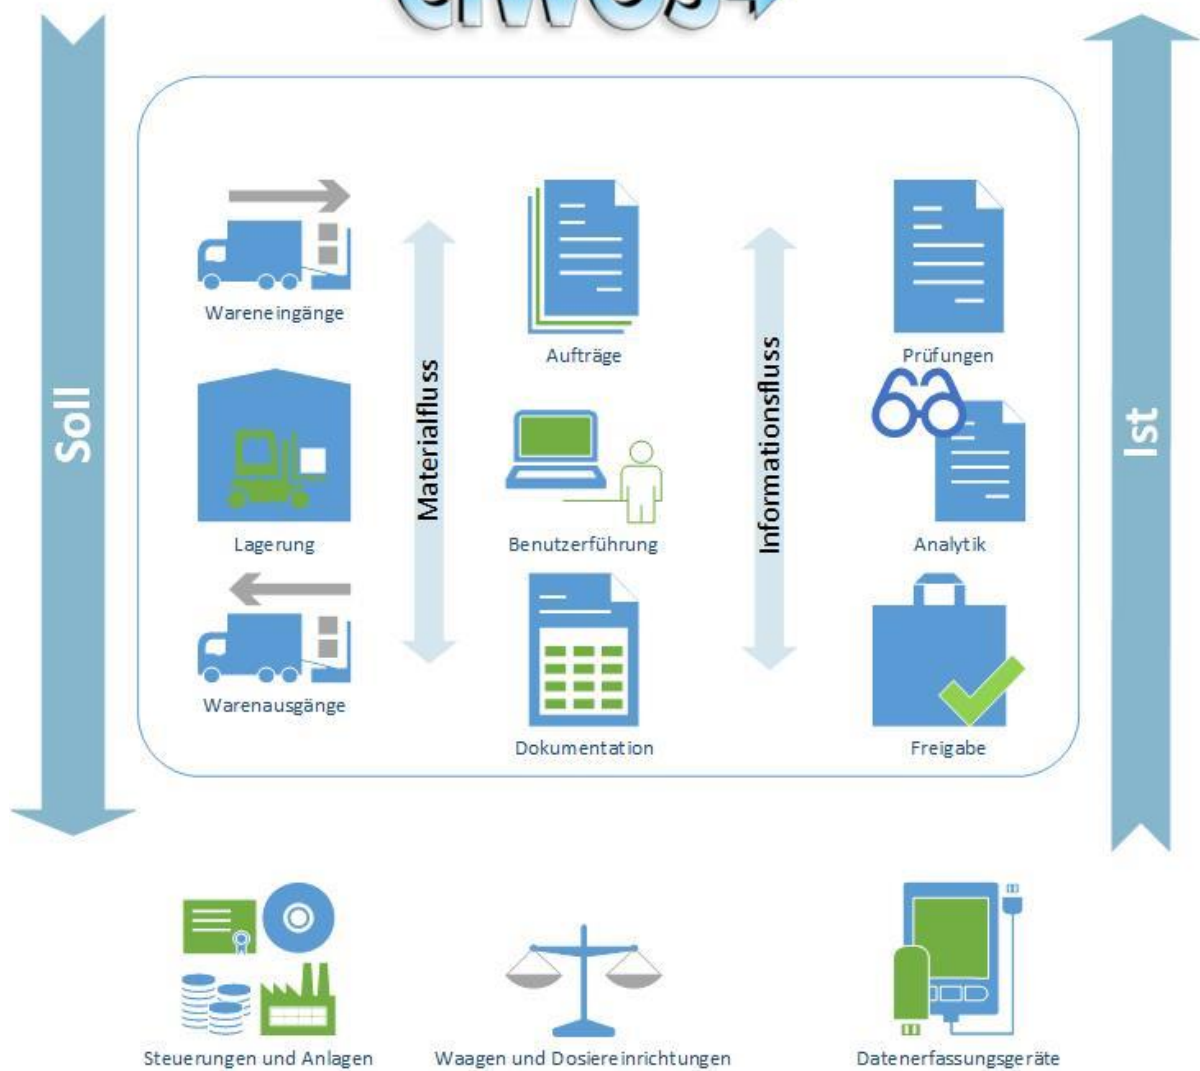 Soll
Ist
Wareneingänge
Materialfluss
Aufträge
Informationsfluss
Prüfungen
Lagerung
Benutzerführung
Analytik
Warenausgänge
Dokumentation
Freigabe
Steuerungen und Anlagen
Waagen und Dosiereinrichtungen
Datenerfassungsgeräte